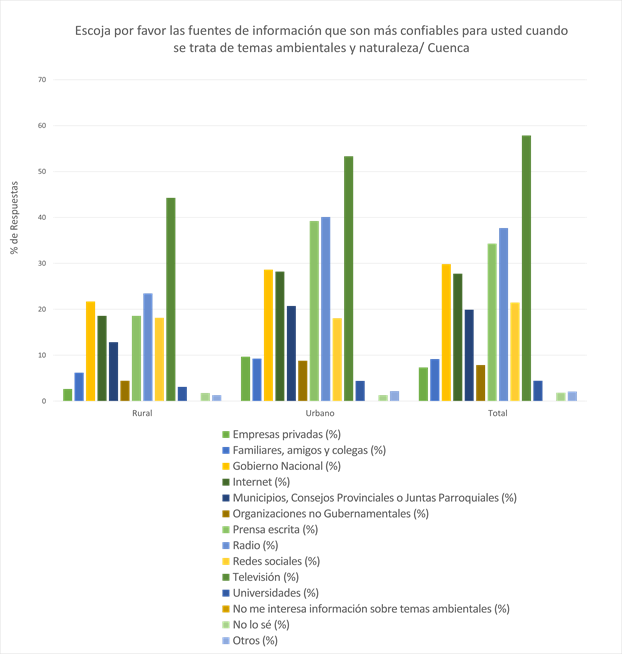 Escoja por favor las fuentes de información que son más confiables para usted cuando
se trata de temas ambientales y naturaleza/ Cuenca
% de Respuestas
70
60
50
40
30
20
10
0
Rural
Urbano
Total
Empresas privadas (%)
Familiares, amigos y colegas (%)
Gobierno Nacional (%)
Internet (%)
Municipios, Consejos Provinciales o Juntas Parroquiales (%)
Organizaciones no Gubernamentales (%)
Prensa escrita (%)
Radio (%)
Redes sociales (%)
Televisión (%)
Universidades (%)
No me interesa información sobre temas ambientales (%)
No lo sé (%)
Otros (%)